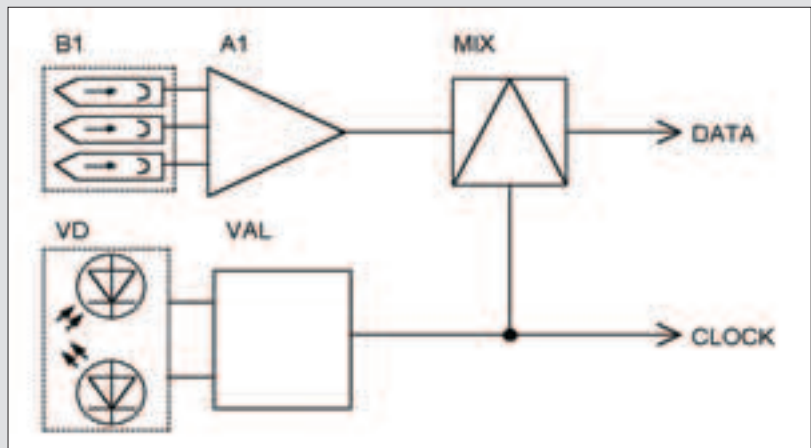 B1
A1
MIX
DATA
VD
VAL
CLOCK